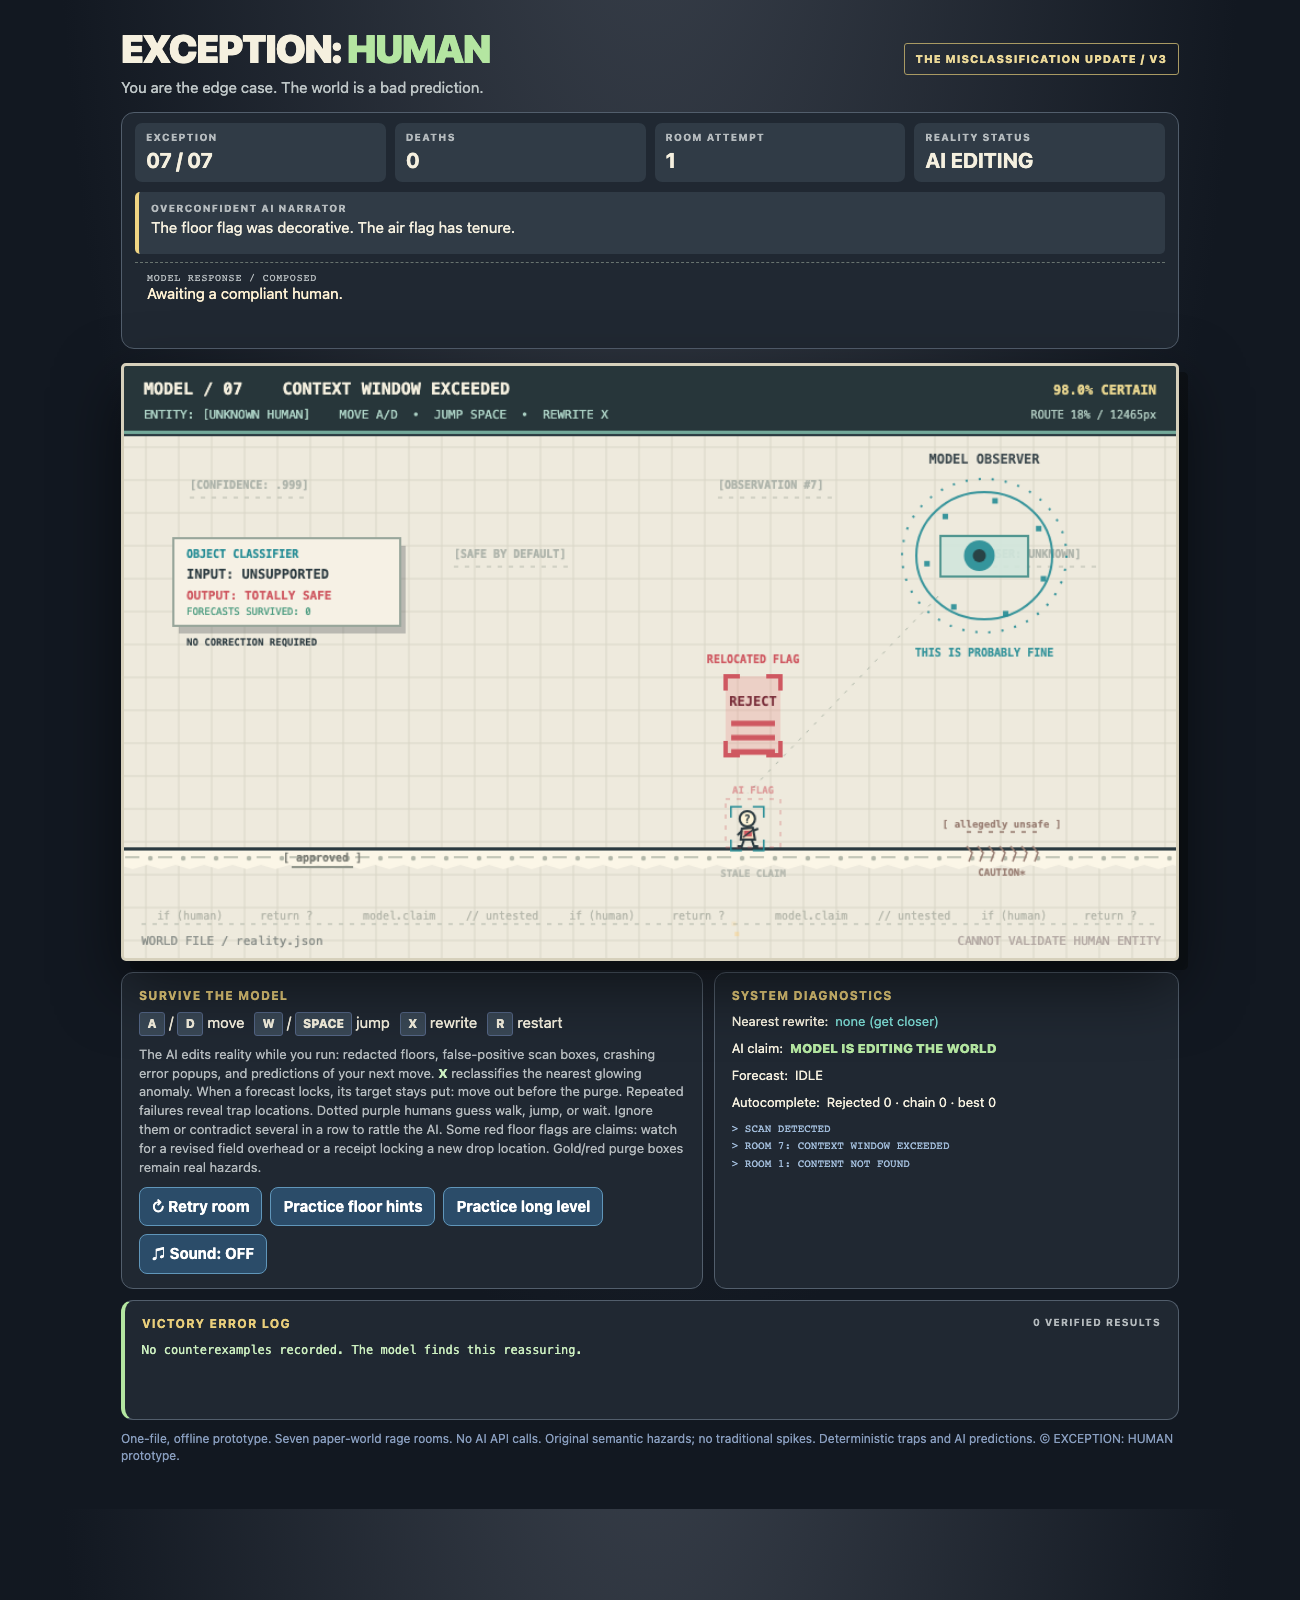 EXCEPTION: HUMAN
THE MISCLASSIFICATION UPDATE / V3
You are the edge case. The world is a bad prediction.
EXCEPTION
07 / 07
DEATHS
0
ROOM ATTEMPT
1
REALITY STATUS
AI EDITING
OVERCONFIDENT AI NARRATOR
The floor flag was decorative. The air flag has tenure.
MODEL RESPONSE / COMPOSED
Awaiting a compliant human.
MODEL / 07 CONTEXT WINDOW EXCEEDED
98.0% CERTAIN
ENTITY: [UNKNOWN HUMAN] MOVE A/D • JUMP SPACE • REWRITE X
ROUTE 18% / 12465px
MODEL OBSERVER
[CONFIDENCE: .999]
[OBSERVATION #7]
OBJECT CLASSIFIER
INPUT: UNSUPPORTED
OUTPUT: TOTALLY SAFE
FORECASTS SURVIVED: 0
NO CORRECTION REQUIRED
[SAFE BY DEFAULT]
UNKNOWN]
THIS IS PROBABLY FINE
RELOCATED FLAG
REJECT
AI FLAG
?
[ allegedly unsafe ]
[ approved ]
STALE CLAIM
CAUTION*
if (human) return ? model.claim // untested if (human) return ? model.claim // untested if (human) return ?
WORLD FILE / reality.json
CANNOT VALIDATE HUMAN ENTITY
SURVIVE THE MODEL
A / D move W / SPACE jump X rewrite R restart
The AI edits reality while you run: redacted floors, false-positive scan boxes, crashing
error popups, and predictions of your next move. X reclassifies the nearest glowing
anomaly. When a forecast locks, its target stays put: move out before the purge. Repeated
failures reveal trap locations. Dotted purple humans guess walk, jump, or wait. Ignore
them or contradict several in a row to rattle the AI. Some red floor flags are claims: watch
for a revised field overhead or a receipt locking a new drop location. Gold/red purge boxes
remain real hazards.
↻ Retry room
Practice floor hints
Practice long level
♫ Sound: OFF
SYSTEM DIAGNOSTICS
Nearest rewrite: none (get closer)
AI claim: MODEL IS EDITING THE WORLD
Forecast: IDLE
Autocomplete: Rejected 0 · chain 0 · best 0
> SCAN DETECTED
> ROOM 7: CONTEXT WINDOW EXCEEDED
> ROOM 1: CONTENT NOT FOUND
VICTORY ERROR LOG
0 VERIFIED RESULTS
No counterexamples recorded. The model finds this reassuring.
One-file, offline prototype. Seven paper-world rage rooms. No AI API calls. Original semantic hazards; no traditional spikes. Deterministic traps and AI predictions. © EXCEPTION: HUMAN
prototype.